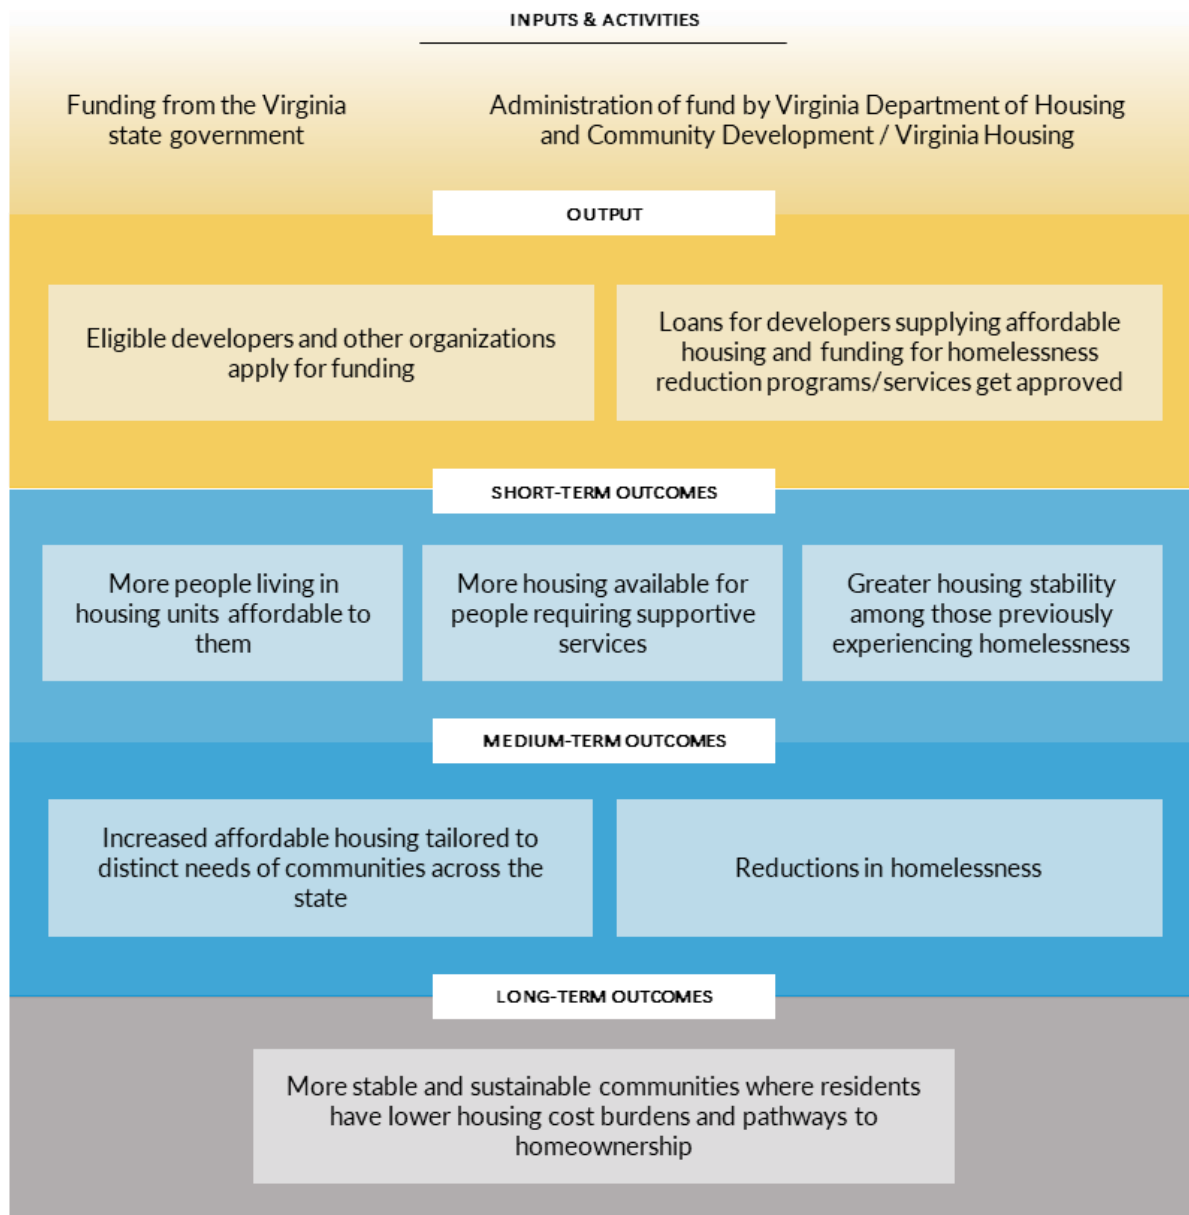 INPUTS & ACTIVITIES
Funding from the Virginia
state government
Administration of fund by Virginia Department of Housing
and Community Development / Virginia Housing
OUTPUT
Eligible developers and other organizations
apply for funding
Loans for developers supplying affordable
housing and funding for homelessness
reduction programs/services get approved
SHORT-TERM OUTCOMES
More people living in
housing units affordable to
them
More housing available for
people requiring supportive
services
Greater housing stability
among those previously
experiencing homelessness
MEDIUM-TERM OUTCOMES
Increased affordable housing tailored to
distinct needs of communities across the
state
Reductions in homelessness
LONG-TERM OUTCOMES
More stable and sustainable communities where residents
have lower housing cost burdens and pathways to
homeownership